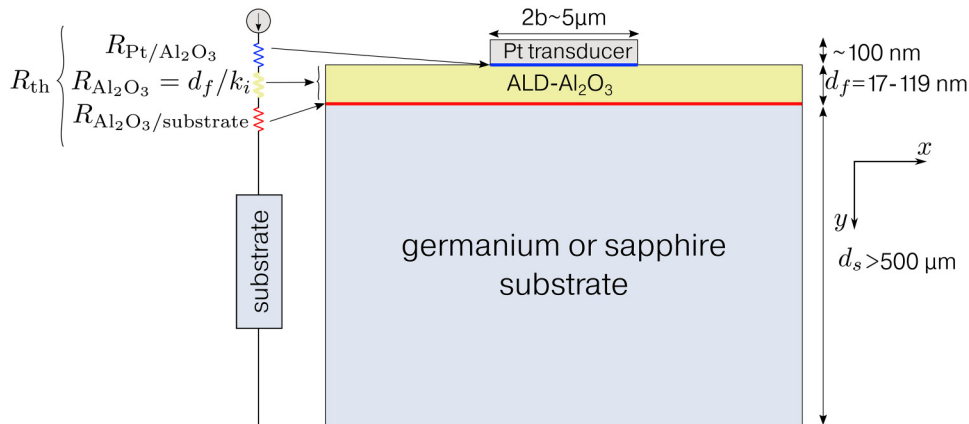 2b~5μm
R_Pt/Al₂O₃
Pt transducer
~100 nm
R_th { R_Al₂O₃ = d_f/k_i
ALD-Al₂O₃
d_f=17-119 nm
R_Al₂O₃/substrate
x
y
substrate
germanium or sapphire
substrate
d_s>500 μm